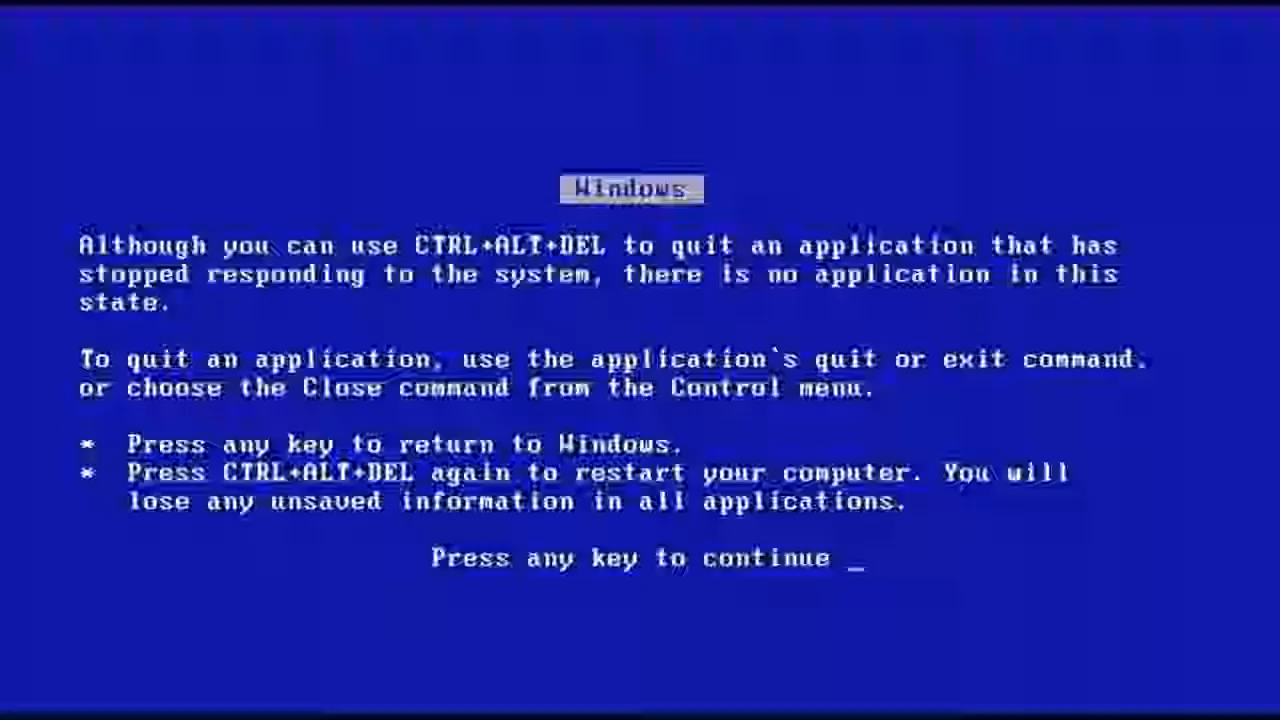 Windows
Although you can use CTRL+ALT+DEL to quit an application that has
stopped responding to the system, there is no application in this
state.
To quit an application, use the application`s quit or exit command,
or choose the Close command from the Control menu.
* Press any key to return to Windows.
* Press CTRL+ALT+DEL again to restart your computer. You will
lose any unsaved information in all applications.
Press any key to continue _